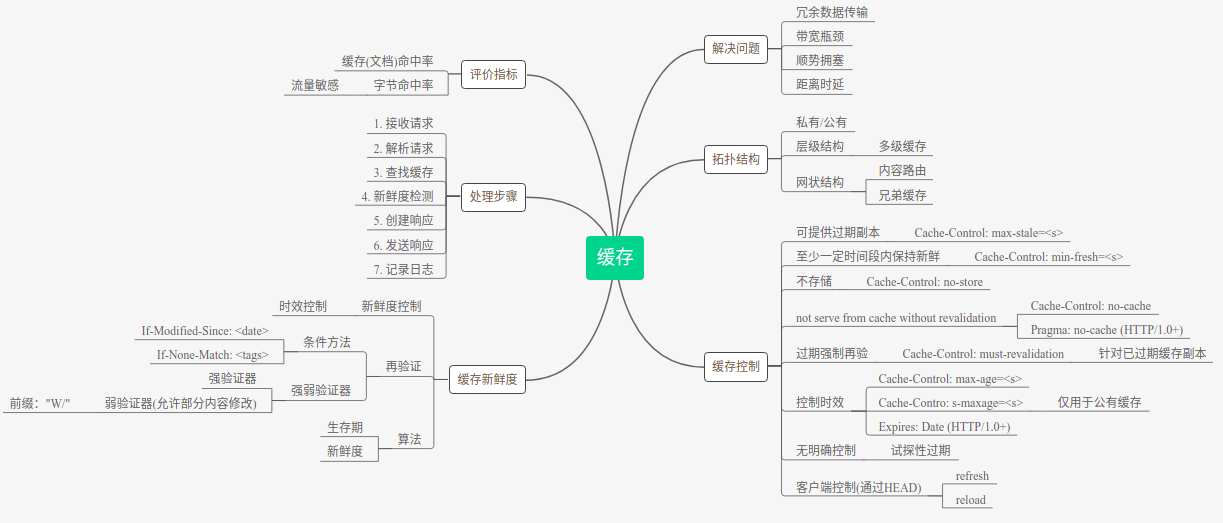 缓存
解决问题
冗余数据传输
带宽瓶颈
顺势拥塞
距离时延
拓扑结构
私有/公有
层级结构
多级缓存
网状结构
内容路由
兄弟缓存
缓存控制
可提供过期副本
Cache-Control: max-stale=<s>
至少一定时间段内保持新鲜
Cache-Control: min-fresh=<s>
不存储
Cache-Control: no-store
not serve from cache without revalidation
Cache-Control: no-cache
Pragma: no-cache (HTTP/1.0+)
过期强制再验
Cache-Control: must-revalidation
针对已过期缓存副本
控制时效
Cache-Control: max-age=<s>
Cache-Contro: s-maxage=<s>
仅用于公有缓存
Expires: Date (HTTP/1.0+)
无明确控制
试探性过期
客户端控制(通过HEAD)
refresh
reload
评价指标
缓存(文档)命中率
字节命中率
流量敏感
处理步骤
1. 接收请求
2. 解析请求
3. 查找缓存
4. 新鲜度检测
5. 创建响应
6. 发送响应
7. 记录日志
缓存新鲜度
新鲜度控制
时效控制
再验证
条件方法
If-Modified-Since: <date>
If-None-Match: <tags>
强弱验证器
强验证器
弱验证器(允许部分内容修改)
前缀："W/"
算法
生存期
新鲜度